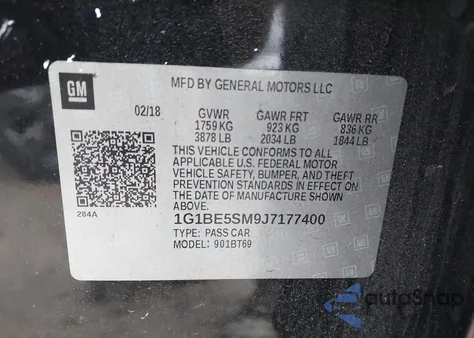 GM
MFD BY GENERAL MOTORS LLC
02/18 GVWR GAWR FRT GAWR RR
1759 KG 923 KG 836 KG
3878 LB 2034 LB 1844 LB
THIS VEHICLE CONFORMS TO ALL
APPLICABLE U.S. FEDERAL MOTOR
VEHICLE SAFETY, BUMPER, AND THEFT
PREVENTION STANDARDS IN EFFECT ON
THE DATE OF MANUFACTURE SHOWN
ABOVE.
284A
1G1BE5SM9J7177400
TYPE: PASS CAR
MODEL: 901BT69
autoSnap